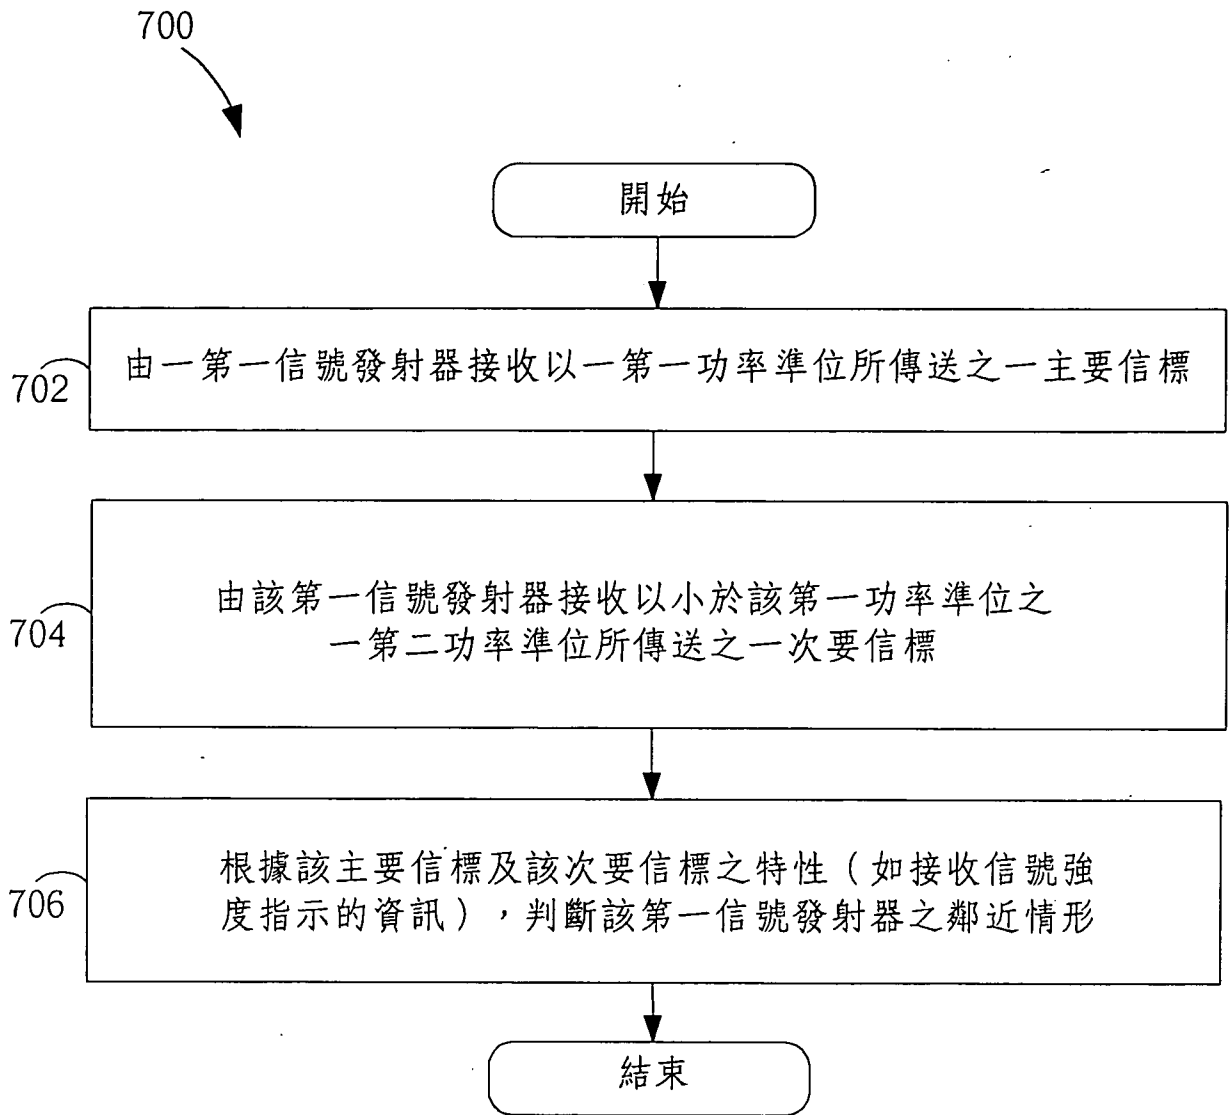 700
開始
702
由一第一信號發射器接收以一第一功率準位所傳送之一主要信標
704
由該第一信號發射器接收以小於該第一功率準位之
一第二功率準位所傳送之一次要信標
706
根據該主要信標及該次要信標之特性（如接收信號強
度指示的資訊），判斷該第一信號發射器之鄰近情形
結束